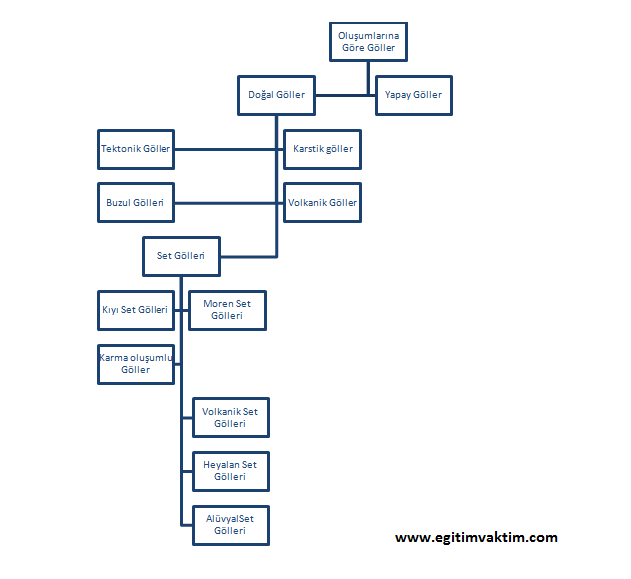 Oluşumlarına
Göre Göller
Doğal Göller
Yapay Göller
Tektonik Göller
Karstik göller
Buzul Gölleri
Volkanik Göller
Set Gölleri
Kıyı Set Gölleri
Moren Set
Gölleri
Karma oluşumlu
Göller
Volkanik Set
Gölleri
Heyalan Set
Gölleri
AlüvyalSet
Gölleri
www.egitimvaktim.com